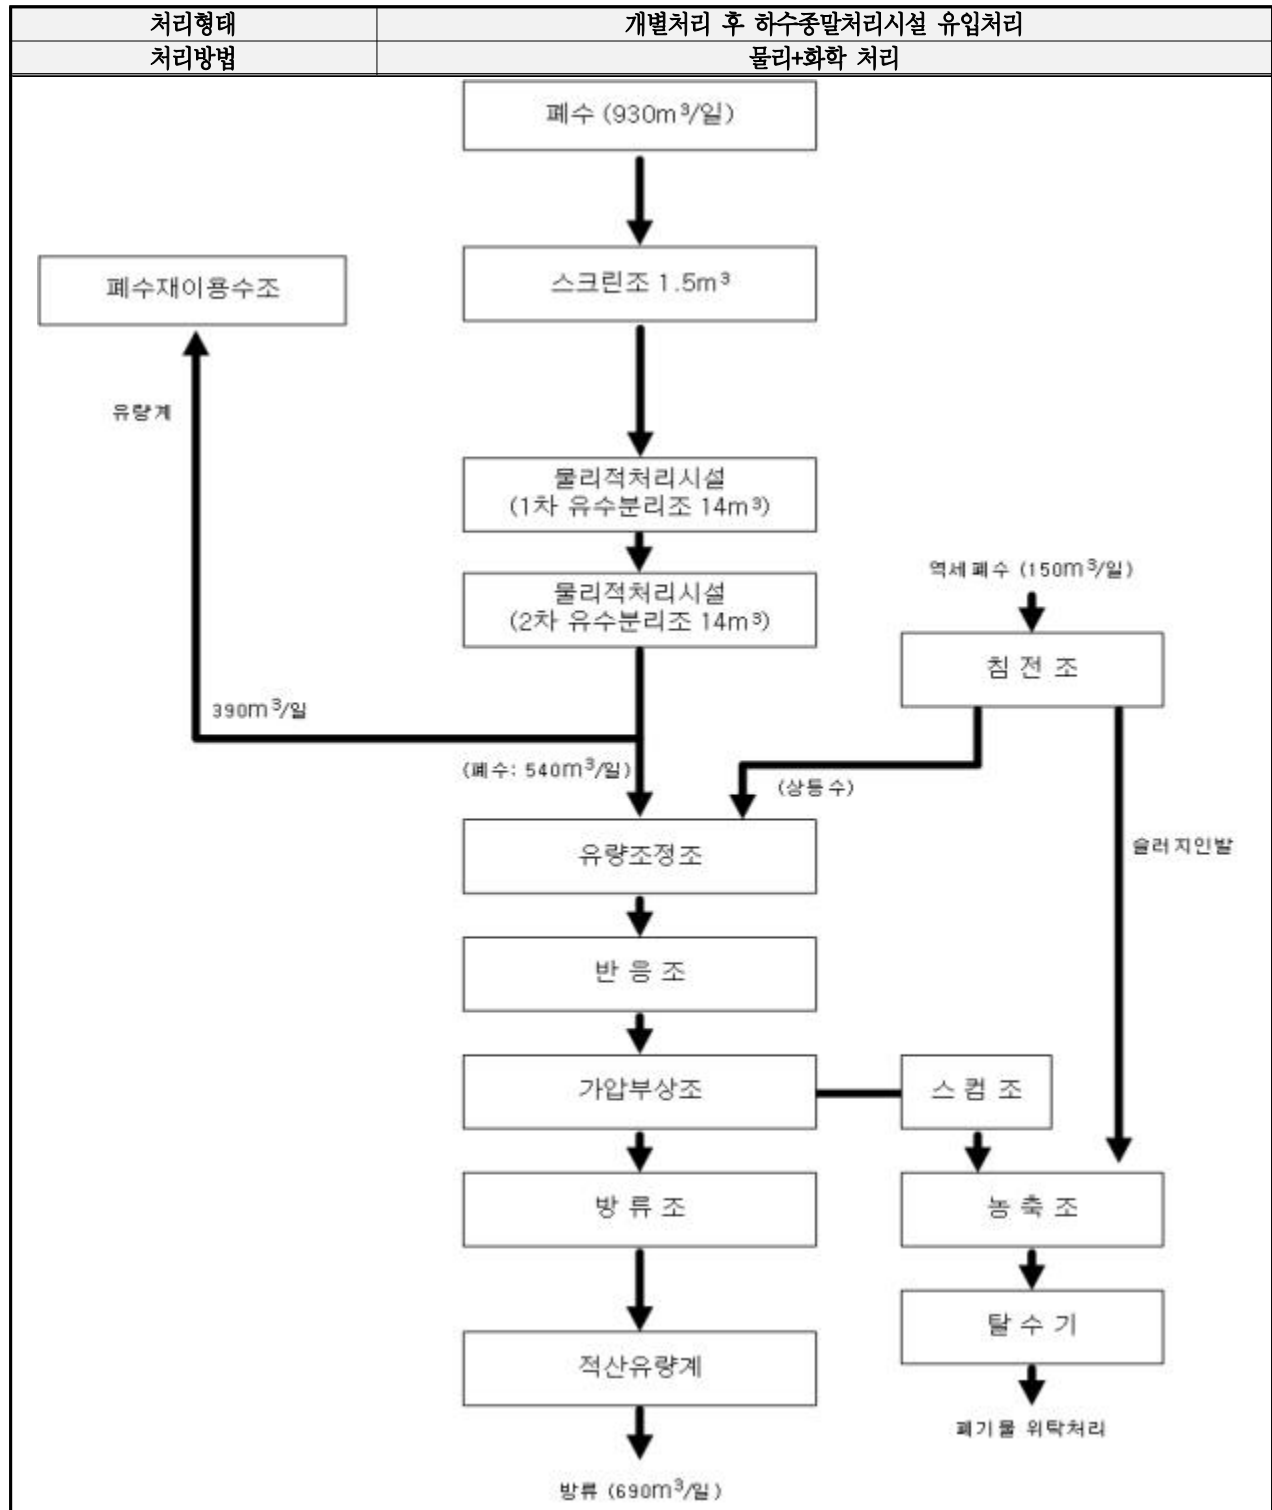 처리형태 개별처리 후 하수종말처리시설 유입처리
처리방법 물리+화학 처리
폐수 (930m³/일)
스크린조 1.5m³
폐수재이용수조
유량계
물리적처리시설
(1차 유수분리조 14m³)
물리적처리시설
(2차 유수분리조 14m³)
역세폐수 (150m³/일)
침 전 조
390m³/일
(폐수: 540m³/일)
(상등수)
유량조정조
슬러지인발
반 응 조
가압부상조
스 컴 조
방 류 조
농 축 조
탈 수 기
적산유량계
폐기물 위탁처리
방류 (690m³/일)